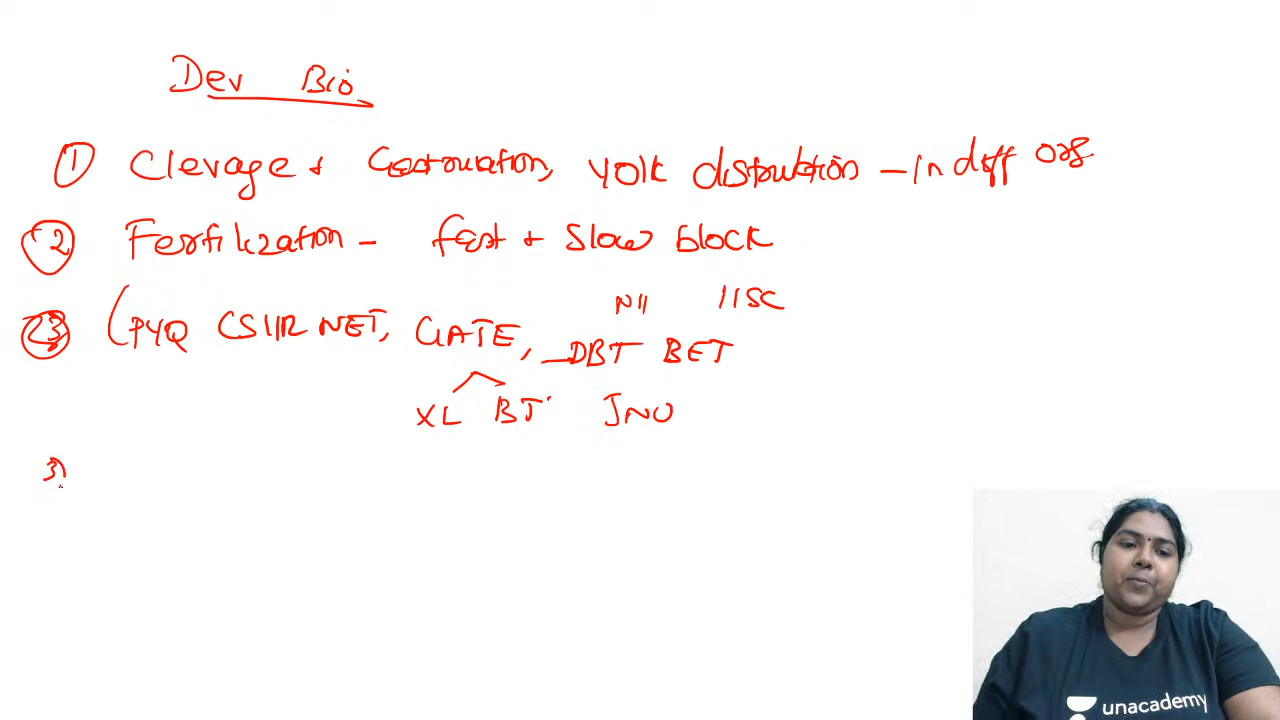 Dev Bio
① Clevage + Gastrulation, yolk distribution - in diff org
② Fertilization - fast + slow block
NII IISC
③ (PYQ CSIR NET, GATE, DBT BET
XL BT JNU
3)
unacademy